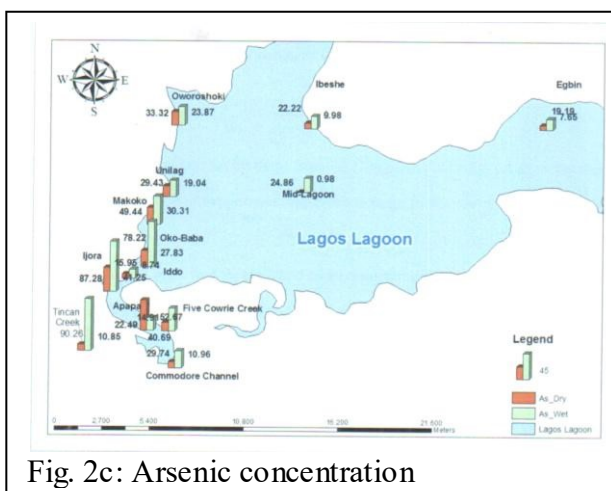 N
W E
S
Oworoshoki
33.32 23.87
Ibeshe
22.22 9.98
Egbin
19.19
7.65
Unilag
29.43 19.04
24.86 0.98
Mid-Lagoon
Makoko
49.44 30.31
78.22 Oko-Baba
27.83
Lagos Lagoon
Ijora
15.95
Iddo
87.28
Tincan
Creek
90.26 10.85
Apapa
Five Cowrie Creek
22.49
40.69
29.74 10.96
Commodore Channel
Legend
45
As_Dry
As_Wet
Lagos Lagoon
0 2.700 5.400 10.800 16.200 21.600
Meters
Fig. 2c: Arsenic concentration